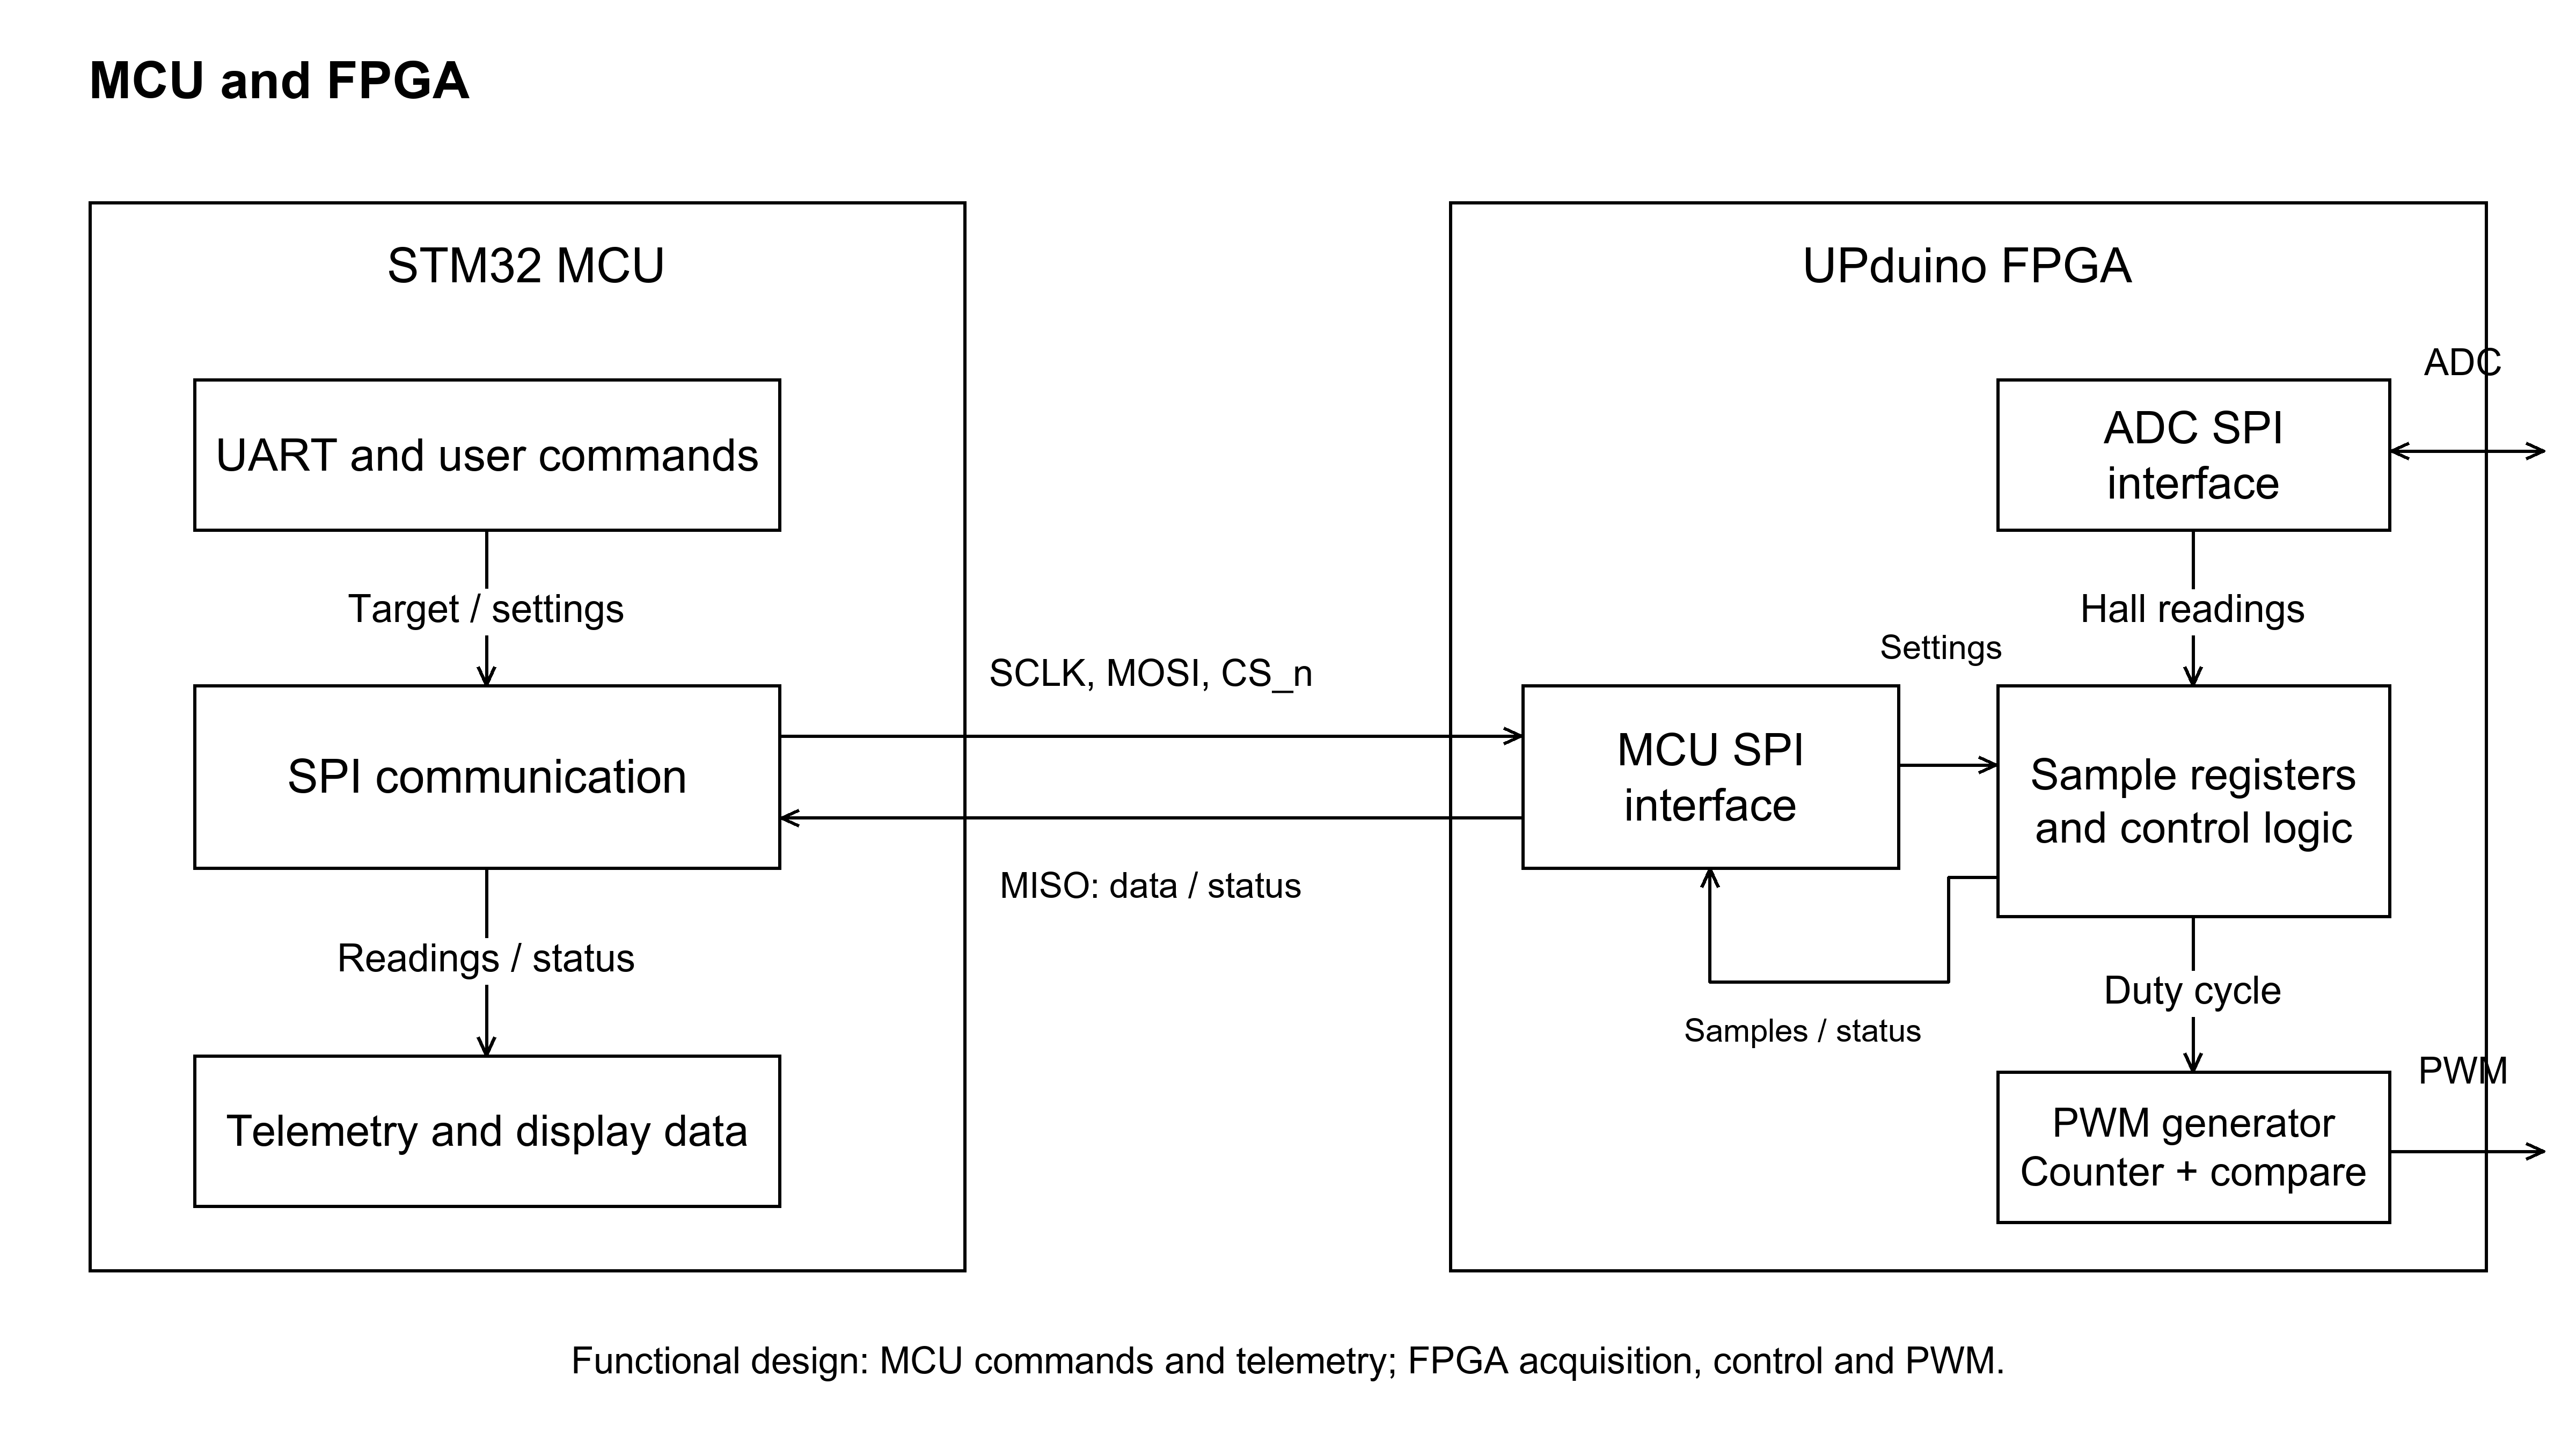 MCU and FPGA
STM32 MCU
UART and user commands
Target / settings
SPI communication
Readings / status
Telemetry and display data
SCLK, MOSI, CS_n
MISO: data / status
UPduino FPGA
ADC
ADC SPI
interface
Hall readings
Settings
MCU SPI
interface
Sample registers
and control logic
Samples / status
Duty cycle
PWM
PWM generator
Counter + compare
Functional design: MCU commands and telemetry; FPGA acquisition, control and PWM.